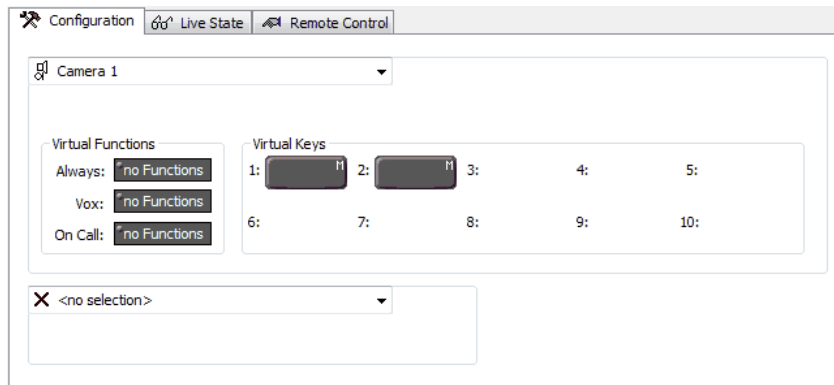 Configuration Live State Remote Control
Camera 1
Virtual Functions Virtual Keys
Always: no Functions 1: M 2: M 3: 4: 5:
Vox: no Functions
On Call: no Functions 6: 7: 8: 9: 10:
<no selection>